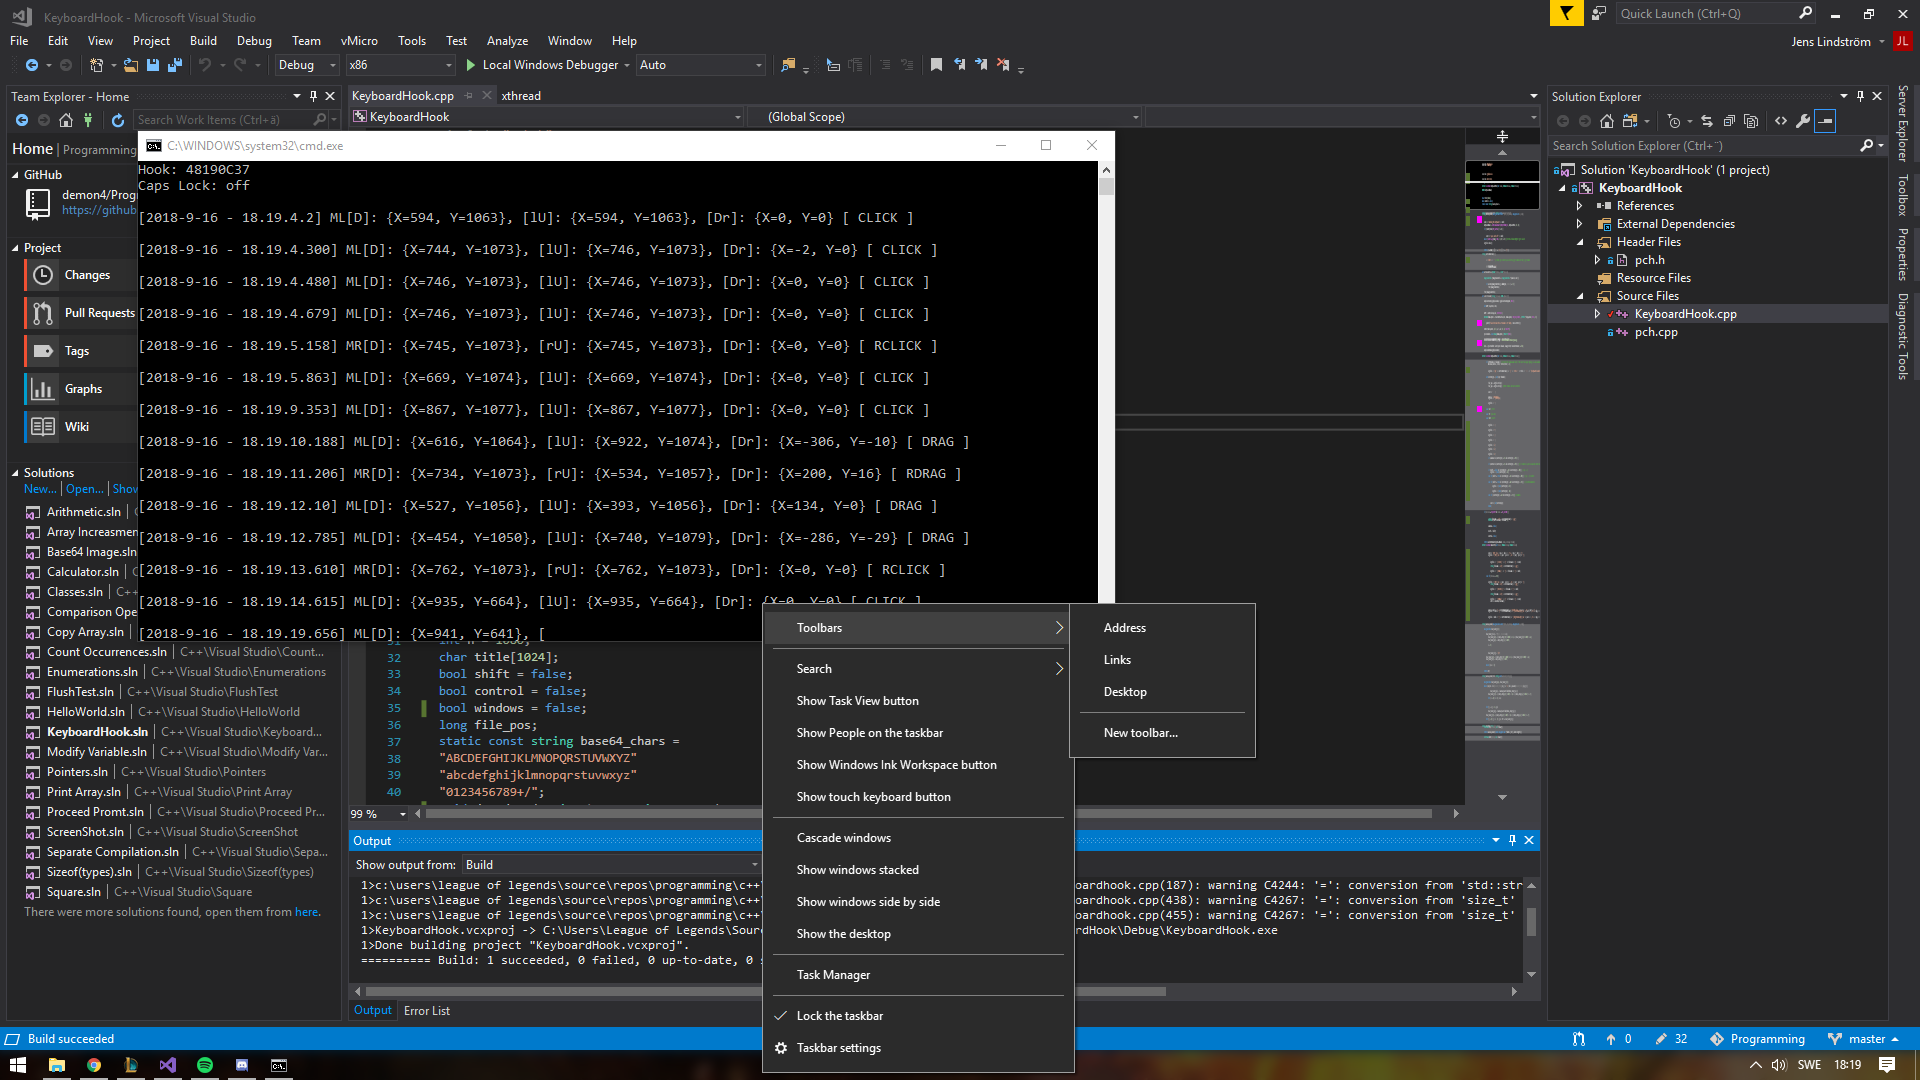 KeyboardHook - Microsoft Visual Studio
Quick Launch (Ctrl+Q)
File Edit View Project Build Debug Team vMicro Tools Test Analyze Window Help
Jens Lindström JL
Debug x86 Local Windows Debugger Auto
Team Explorer - Home
Search Work Items (Ctrl+ä)
Home | Programming
GitHub
demon4/Prog
https://github
Project
Changes
Pull Requests
Tags
Graphs
Wiki
Solutions
New... | Open... | Show
Arithmetic.sln |
Array Increasmen
Base64 Image.sln
Calculator.sln | C
Classes.sln | C++
Comparison Ope
Copy Array.sln | C
Count Occurrences.sln | C++\Visual Studio\Count...
Enumerations.sln | C++\Visual Studio\Enumerations
FlushTest.sln | C++\Visual Studio\FlushTest
HelloWorld.sln | C++\Visual Studio\HelloWorld
KeyboardHook.sln | C++\Visual Studio\Keyboard...
Modify Variable.sln | C++\Visual Studio\Modify Var...
Pointers.sln | C++\Visual Studio\Pointers
Print Array.sln | C++\Visual Studio\Print Array
Proceed Promt.sln | C++\Visual Studio\Proceed Pr...
ScreenShot.sln | C++\Visual Studio\ScreenShot
Separate Compilation.sln | C++\Visual Studio\Sepa...
Sizeof(types).sln | C++\Visual Studio\Sizeof(types)
Square.sln | C++\Visual Studio\Square
There were more solutions found, open them from here.
KeyboardHook.cpp xthread
KeyboardHook (Global Scope)
C:\WINDOWS\system32\cmd.exe
Hook: 48190C37
Caps Lock: off
[2018-9-16 - 18.19.4.2] ML[D]: {X=594, Y=1063}, [lU]: {X=594, Y=1063}, [Dr]: {X=0, Y=0} [ CLICK ]
[2018-9-16 - 18.19.4.300] ML[D]: {X=744, Y=1073}, [lU]: {X=746, Y=1073}, [Dr]: {X=-2, Y=0} [ CLICK ]
[2018-9-16 - 18.19.4.480] ML[D]: {X=746, Y=1073}, [lU]: {X=746, Y=1073}, [Dr]: {X=0, Y=0} [ CLICK ]
[2018-9-16 - 18.19.4.679] ML[D]: {X=746, Y=1073}, [lU]: {X=746, Y=1073}, [Dr]: {X=0, Y=0} [ CLICK ]
[2018-9-16 - 18.19.5.158] MR[D]: {X=745, Y=1073}, [rU]: {X=745, Y=1073}, [Dr]: {X=0, Y=0} [ RCLICK ]
[2018-9-16 - 18.19.5.863] ML[D]: {X=669, Y=1074}, [lU]: {X=669, Y=1074}, [Dr]: {X=0, Y=0} [ CLICK ]
[2018-9-16 - 18.19.9.353] ML[D]: {X=867, Y=1077}, [lU]: {X=867, Y=1077}, [Dr]: {X=0, Y=0} [ CLICK ]
[2018-9-16 - 18.19.10.188] ML[D]: {X=616, Y=1064}, [lU]: {X=922, Y=1074}, [Dr]: {X=-306, Y=-10} [ DRAG ]
[2018-9-16 - 18.19.11.206] MR[D]: {X=734, Y=1073}, [rU]: {X=534, Y=1057}, [Dr]: {X=200, Y=16} [ RDRAG ]
[2018-9-16 - 18.19.12.10] ML[D]: {X=527, Y=1056}, [lU]: {X=393, Y=1056}, [Dr]: {X=134, Y=0} [ DRAG ]
[2018-9-16 - 18.19.12.785] ML[D]: {X=454, Y=1050}, [lU]: {X=740, Y=1079}, [Dr]: {X=-286, Y=-29} [ DRAG ]
[2018-9-16 - 18.19.13.610] MR[D]: {X=762, Y=1073}, [rU]: {X=762, Y=1073}, [Dr]: {X=0, Y=0} [ RCLICK ]
[2018-9-16 - 18.19.14.615] ML[D]: {X=935, Y=664}, [lU]: {X=935, Y=664}, [Dr]: {X=0, Y=0} [ CLICK ]
[2018-9-16 - 18.19.19.656] ML[D]: {X=941, Y=641}, [
32 char title[1024];
33 bool shift = false;
34 bool control = false;
35 bool windows = false;
36 long file_pos;
37 static const string base64_chars =
38 "ABCDEFGHIJKLMNOPQRSTUVWXYZ"
39 "abcdefghijklmnopqrstuvwxyz"
40 "0123456789+/";
99 %
Toolbars
Search
Show Task View button
Show People on the taskbar
Show Windows Ink Workspace button
Show touch keyboard button
Cascade windows
Show windows stacked
Show windows side by side
Show the desktop
Task Manager
Lock the taskbar
Taskbar settings
Address
Links
Desktop
New toolbar...
Output
Show output from: Build
1>c:\users\league of legends\source\repos\programming\c++\ boardhook.cpp(187): warning C4244: '=': conversion from 'std::str
1>c:\users\league of legends\source\repos\programming\c++\ boardhook.cpp(438): warning C4267: '=': conversion from 'size_t'
1>c:\users\league of legends\source\repos\programming\c++\ boardhook.cpp(455): warning C4267: '=': conversion from 'size_t'
1>KeyboardHook.vcxproj -> C:\Users\League of Legends\Sour ardHook\Debug\KeyboardHook.exe
1>Done building project "KeyboardHook.vcxproj".
========== Build: 1 succeeded, 0 failed, 0 up-to-date, 0 s
Output Error List
Solution Explorer
Search Solution Explorer (Ctrl+¨)
Solution 'KeyboardHook' (1 project)
KeyboardHook
References
External Dependencies
Header Files
pch.h
Resource Files
Source Files
KeyboardHook.cpp
pch.cpp
Server Explorer
Toolbox
Properties
Diagnostic Tools
Build succeeded
0 32 Programming master
SWE 18:19